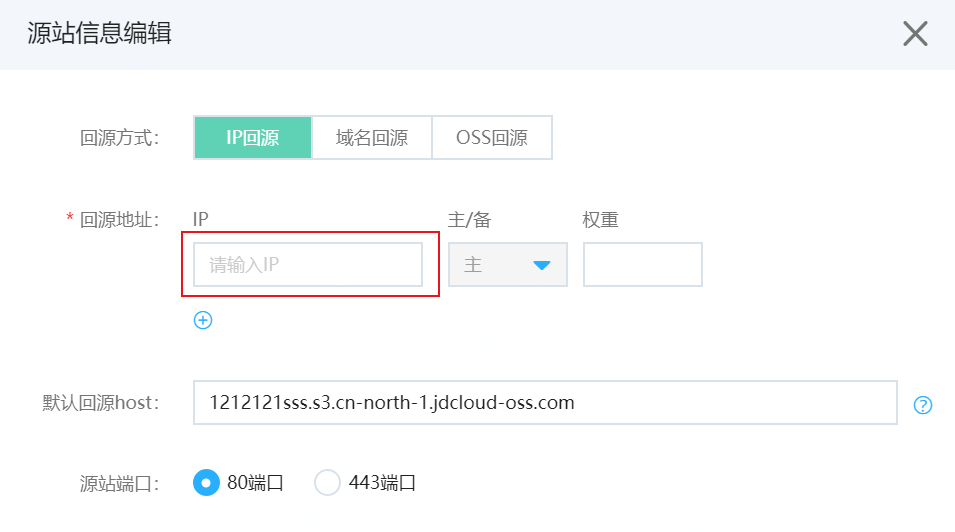 源站信息编辑
回源方式： IP回源 域名回源 OSS回源
* 回源地址： IP 主/备 权重
请输入IP 主
默认回源host： 1212121sss.s3.cn-north-1.jdcloud-oss.com ?
源站端口： 80端口 443端口